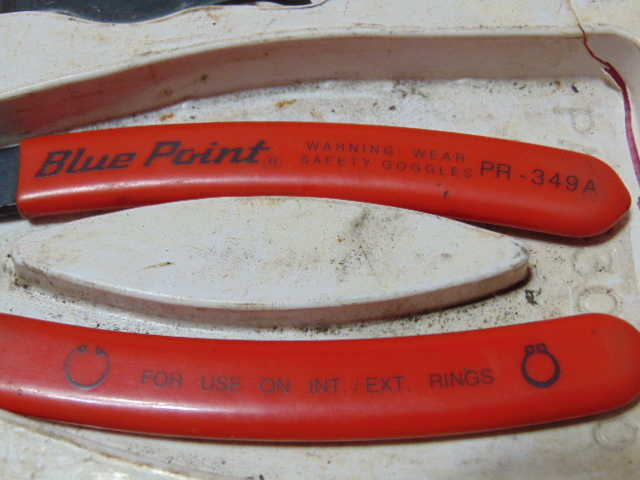 Blue Point ®
WARNING WEAR
SAFETY GOGGLES
PR-349A
FOR USE ON INT./EXT. RINGS